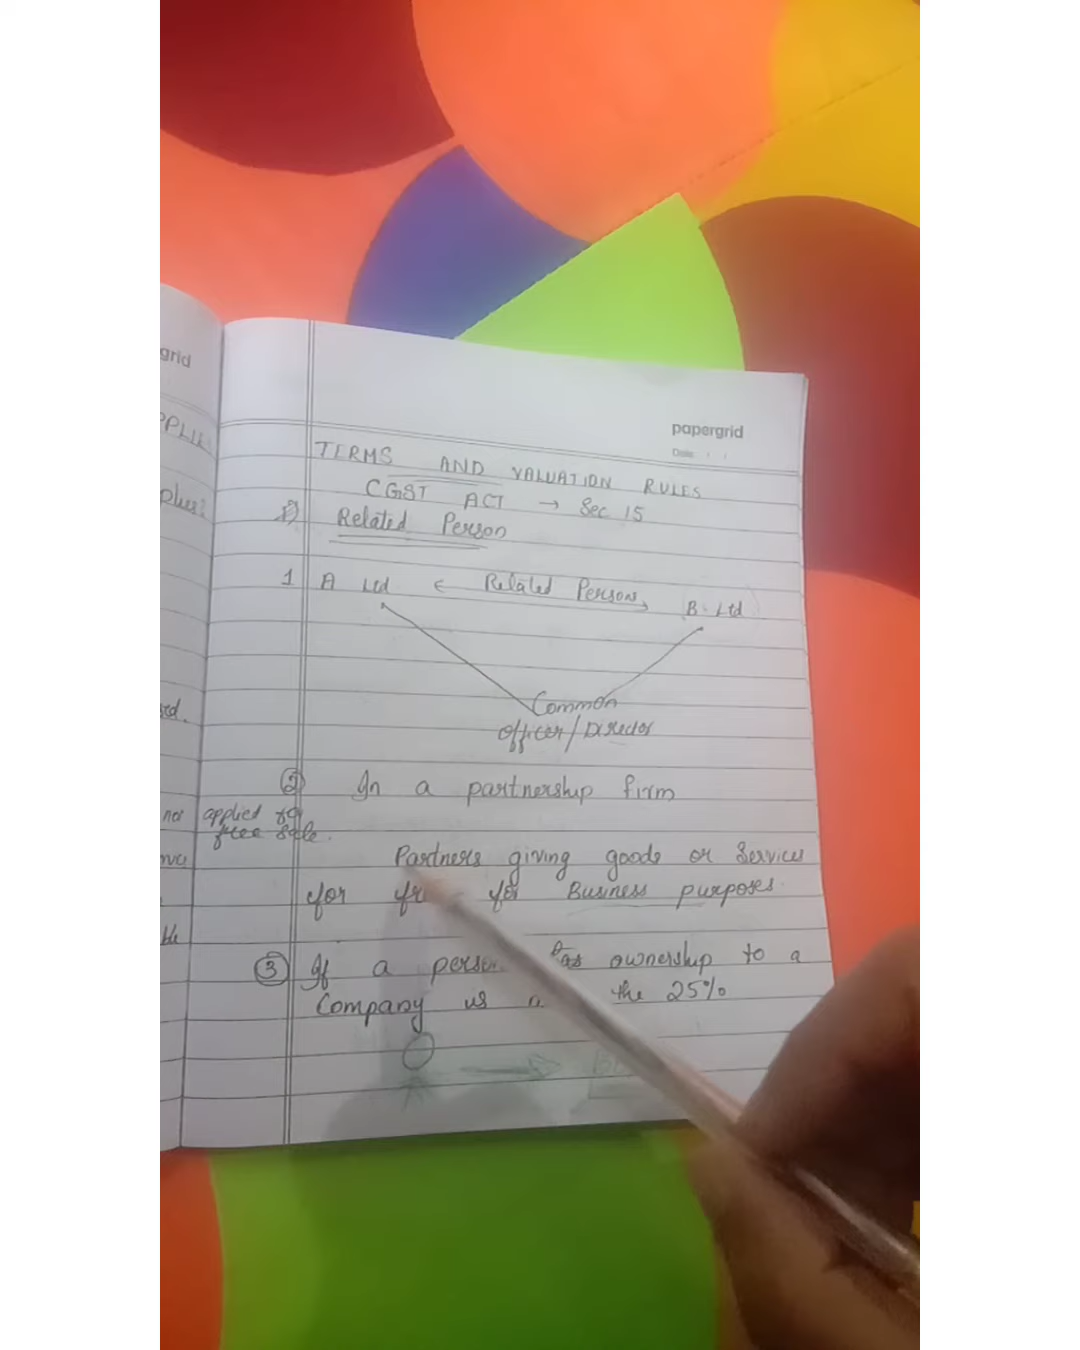 grid
papergrid
Date
TERMS AND VALUATION RULES
CGST ACT → Sec 15
Related Person
1 A Ltd ← Related Persons → B. Ltd
Common
officer/Director
② In a partnership firm
applied for
free sale.
Partners giving goods or Services
for for Business purposes.
③ If a has ownership to a
Company is the 25%